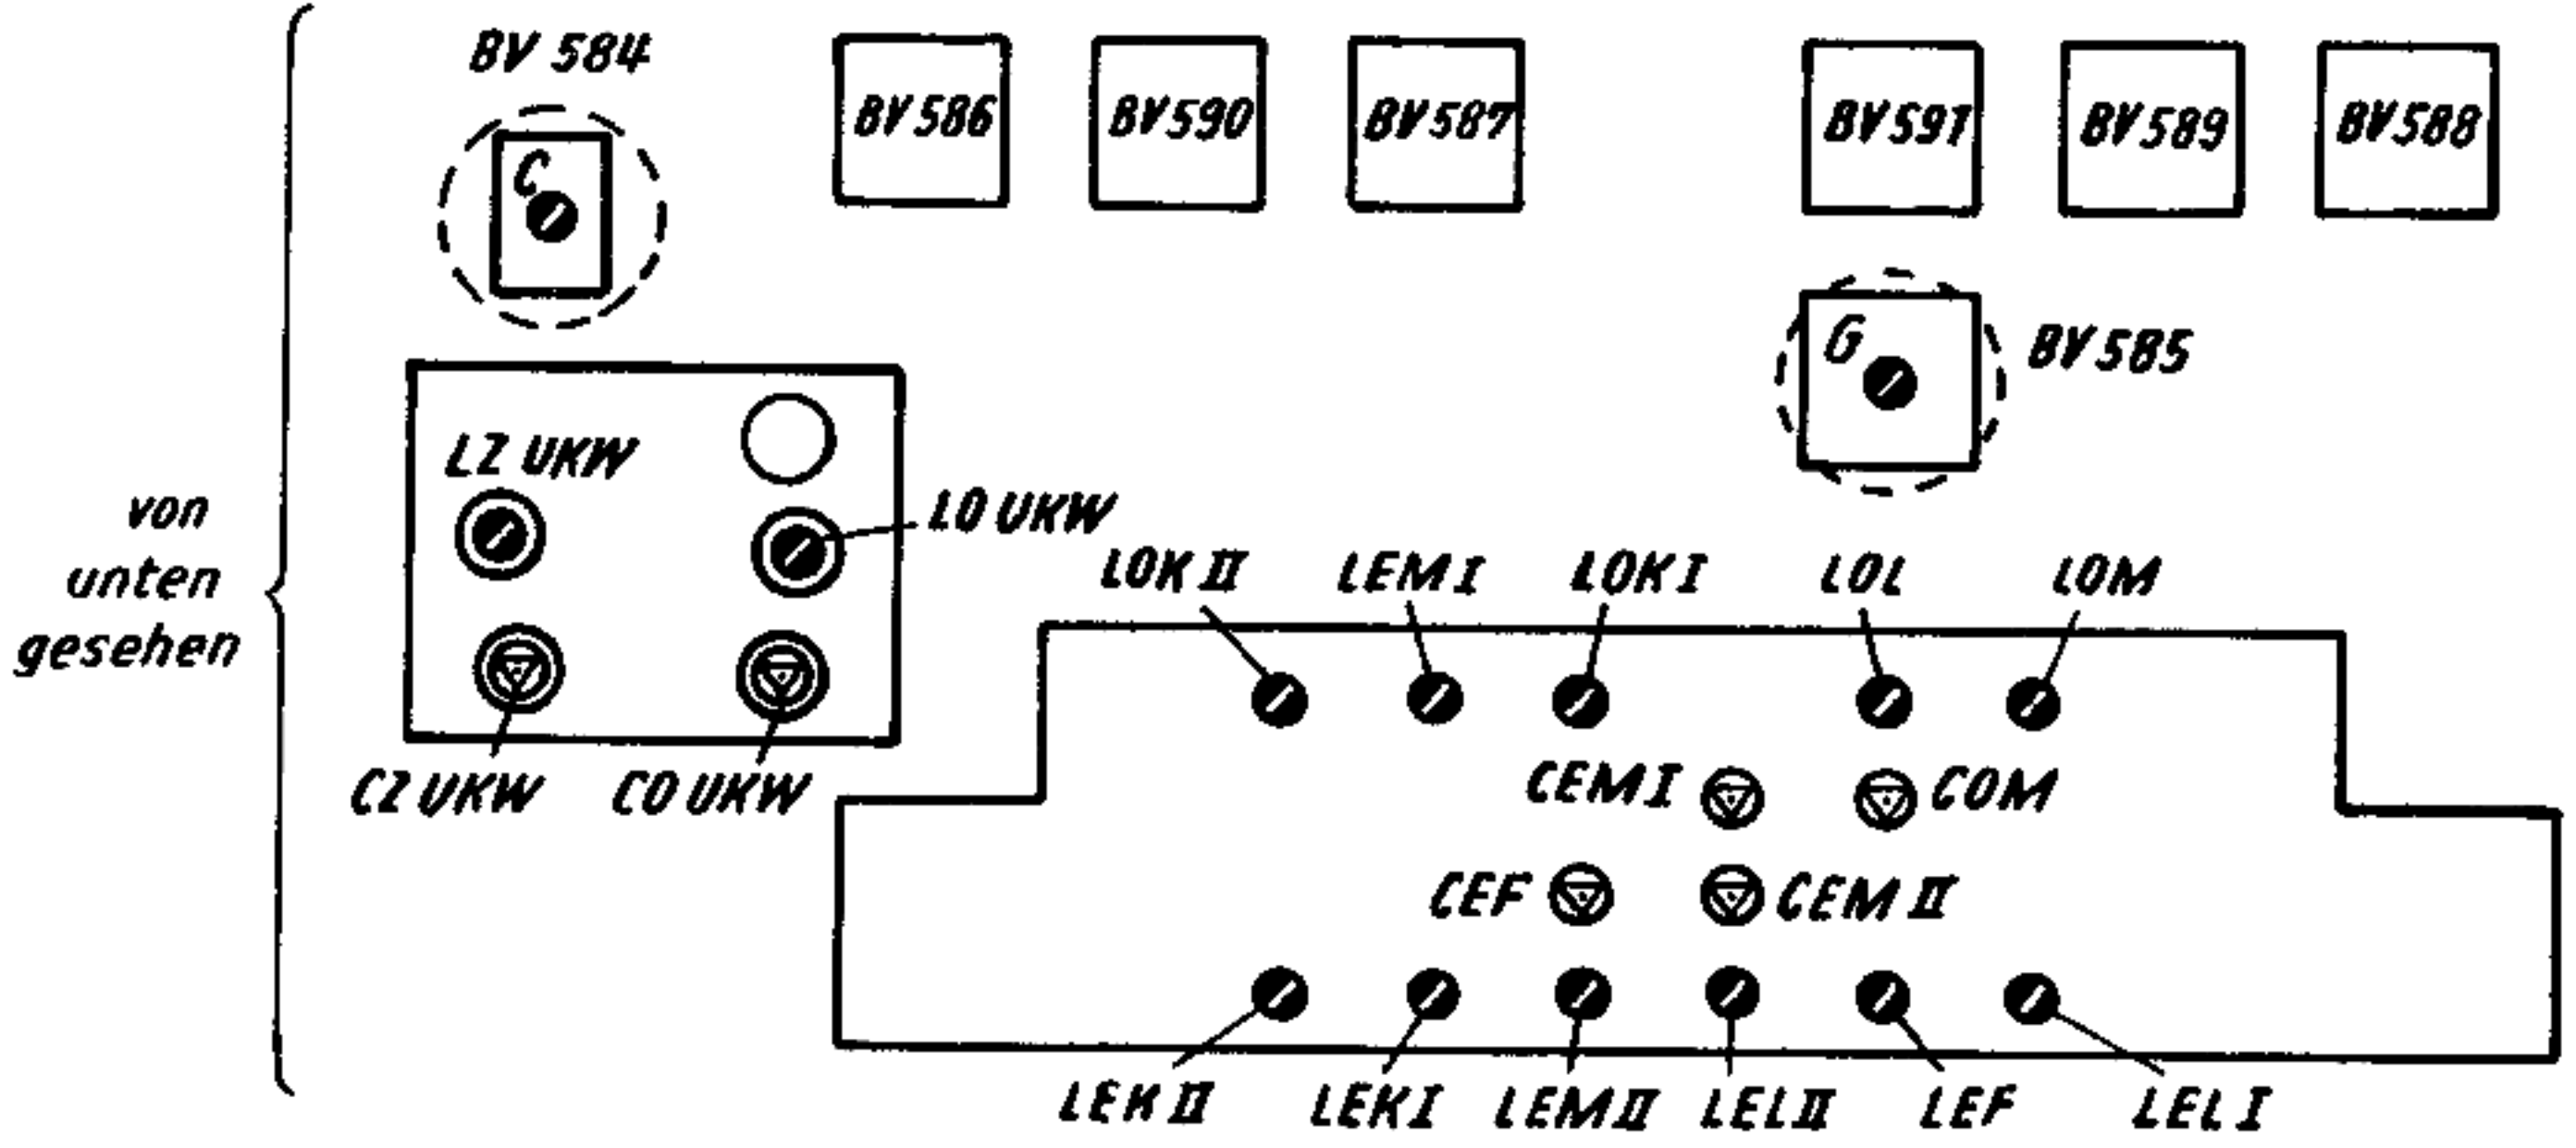 BV 584
BV 586
BV 590
BV 587
BV 591
BV 589
BV 588
C
G
BV 585
von
unten
gesehen
LZ UKW
LO UKW
CZ UKW
CO UKW
LOK II
LEM I
LOK I
LOL
LOM
CEM I
COM
CEF
CEM II
LEK II
LEK I
LEM II
LEL II
LEF
LEL I